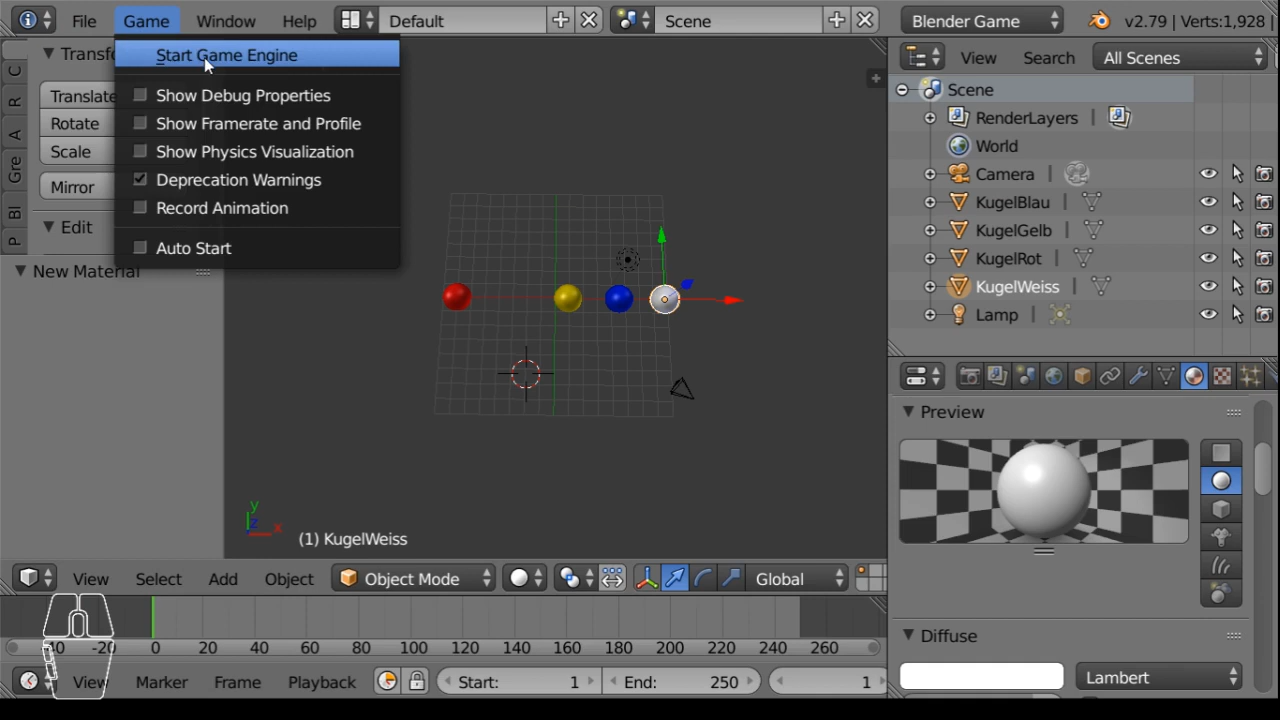 File Game Window Help Default Scene Blender Game v2.79 | Verts:1,928 |
Start Game Engine
Show Debug Properties
Show Framerate and Profile
Show Physics Visualization
Deprecation Warnings
Record Animation
Auto Start
Transfo
Translate
Rotate
Scale
Mirror
Edit
New Material
C
R
A
Gre
Bl
P
View Search All Scenes
Scene
RenderLayers
World
Camera
KugelBlau
KugelGelb
KugelRot
KugelWeiss
Lamp
y
z
x
(1) KugelWeiss
Preview
Diffuse
Lambert
View Select Add Object Object Mode Global
-20 0 20 40 60 80 100 120 140 160 180 200 220 240 260
View Marker Frame Playback Start: 1 End: 250 1